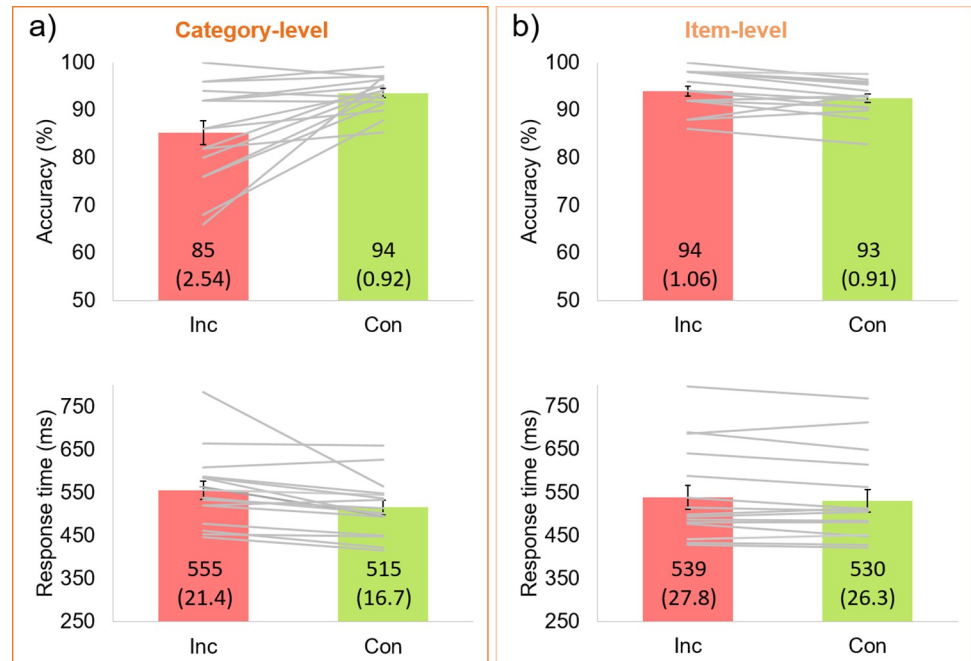 a)
Category-level
Accuracy (%)
100
90
80
70
60
50
85
(2.54)
94
(0.92)
Inc
Con
Response time (ms)
750
650
550
450
350
250
555
(21.4)
515
(16.7)
Inc
Con
b)
Item-level
Accuracy (%)
100
90
80
70
60
50
94
(1.06)
93
(0.91)
Inc
Con
Response time (ms)
750
650
550
450
350
250
539
(27.8)
530
(26.3)
Inc
Con